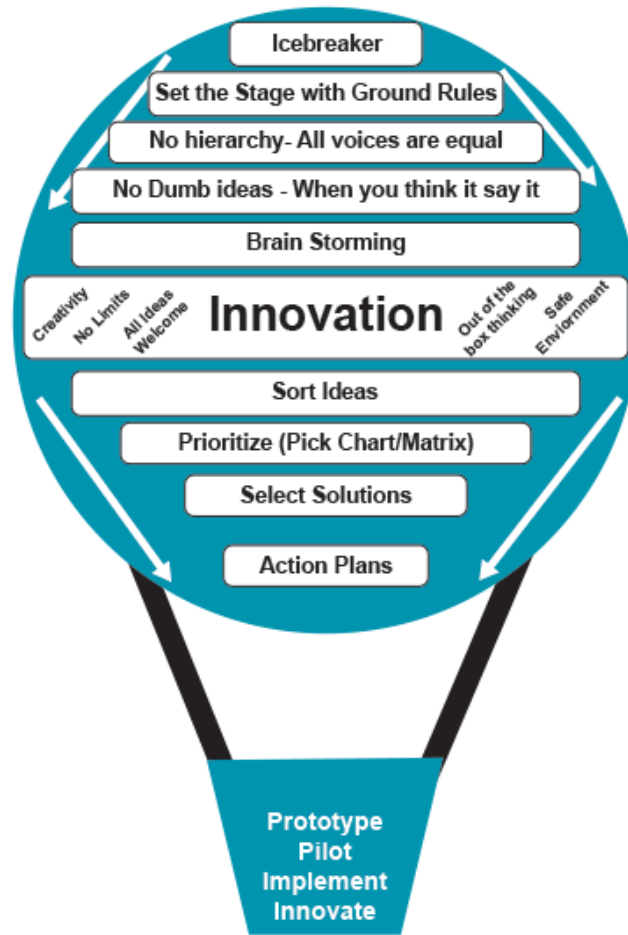 Icebreaker
Set the Stage with Ground Rules
No hierarchy- All voices are equal
No Dumb ideas - When you think it say it
Brain Storming
Creativity
No Limits
All Ideas
Welcome
Innovation
Out of the
box thinking
Safe
Enviornment
Sort Ideas
Prioritize (Pick Chart/Matrix)
Select Solutions
Action Plans
Prototype
Pilot
Implement
Innovate